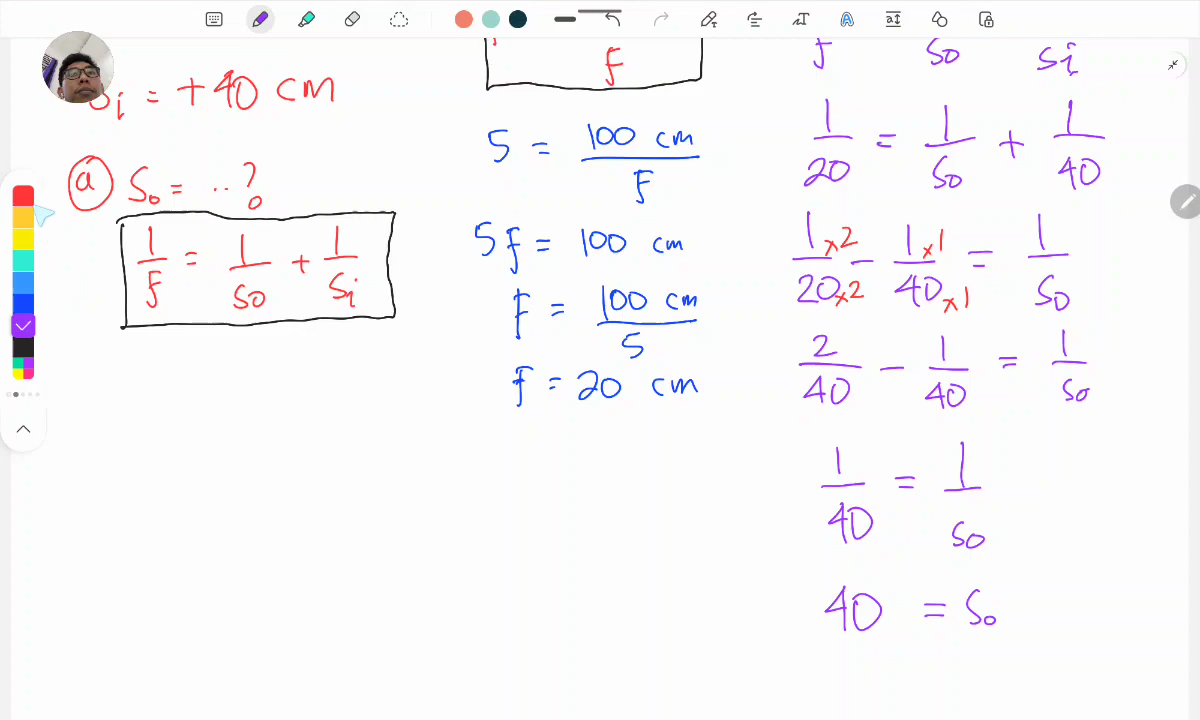 Si = +40 cm
(a) So = ..?
1/f = 1/So + 1/Si
f
5 = 100 cm / f
5f = 100 cm
f = 100 cm / 5
f = 20 cm
f So Si
1/20 = 1/So + 1/40
1×2/20×2 − 1×1/40×1 = 1/So
2/40 − 1/40 = 1/So
1/40 = 1/So
40 = So